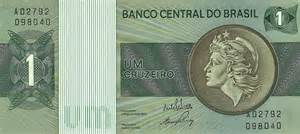 A02792
098040
BANCO CENTRAL DO BRASIL
1
1
UM
CRUZEIRO
um
A02792
098040